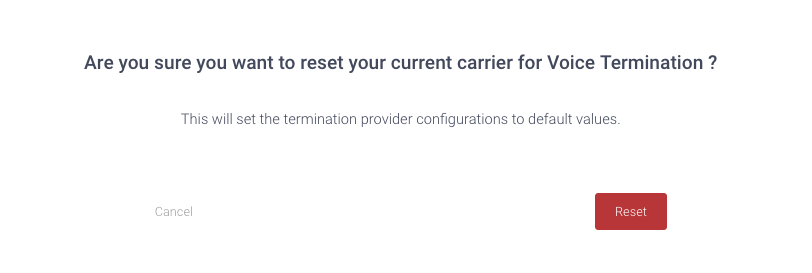 Are you sure you want to reset your current carrier for Voice Termination ?
This will set the termination provider configurations to default values.
Cancel
Reset